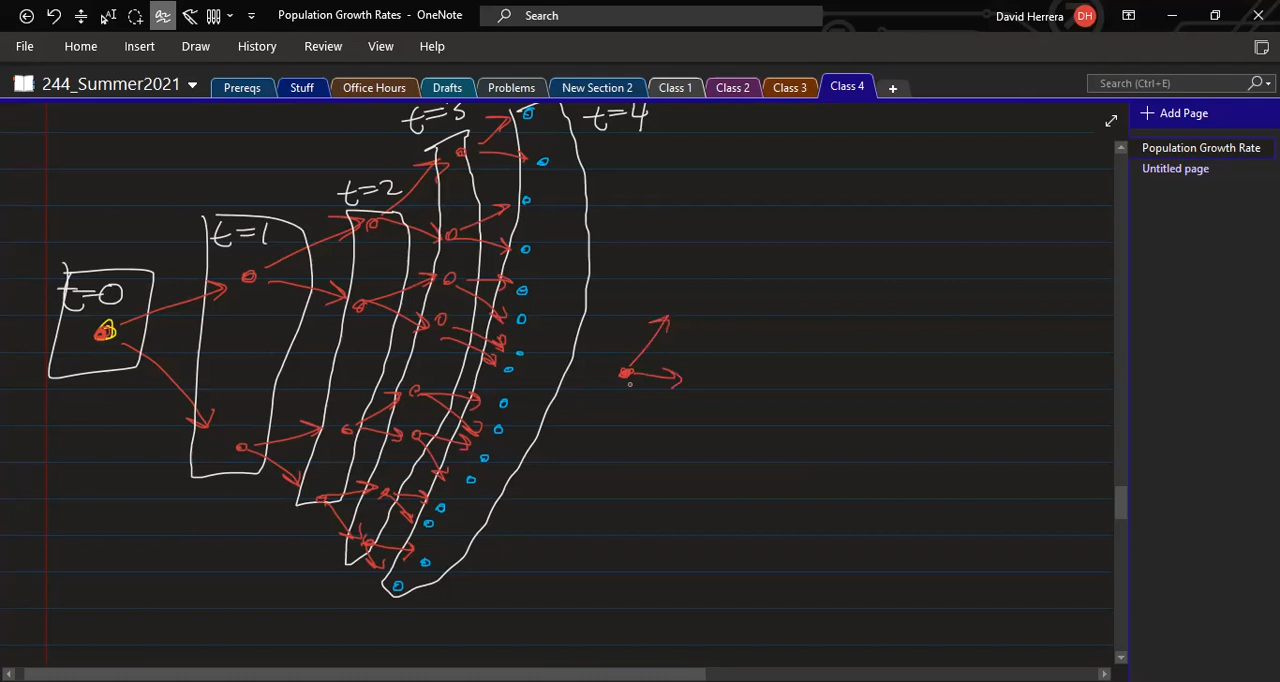 Population Growth Rates - OneNote
Search
David Herrera
DH
File
Home
Insert
Draw
History
Review
View
Help
244_Summer2021
Prereqs
Stuff
Office Hours
Drafts
Problems
New Section 2
Class 1
Class 2
Class 3
Class 4
Search (Ctrl+E)
Add Page
Population Growth Rate
Untitled page
t=3
t=4
t=2
t=1
t=0